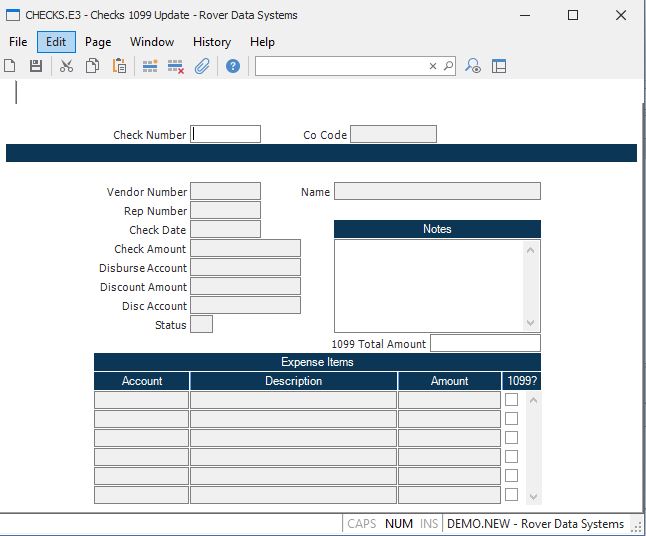 CHECKS.E3 - Checks 1099 Update - Rover Data Systems
File Edit Page Window History Help
Check Number Co Code
Vendor Number Name
Rep Number
Check Date Notes
Check Amount
Disburse Account
Discount Amount
Disc Account
Status
1099 Total Amount
Expense Items
Account Description Amount 1099?
CAPS NUM INS DEMO.NEW - Rover Data Systems